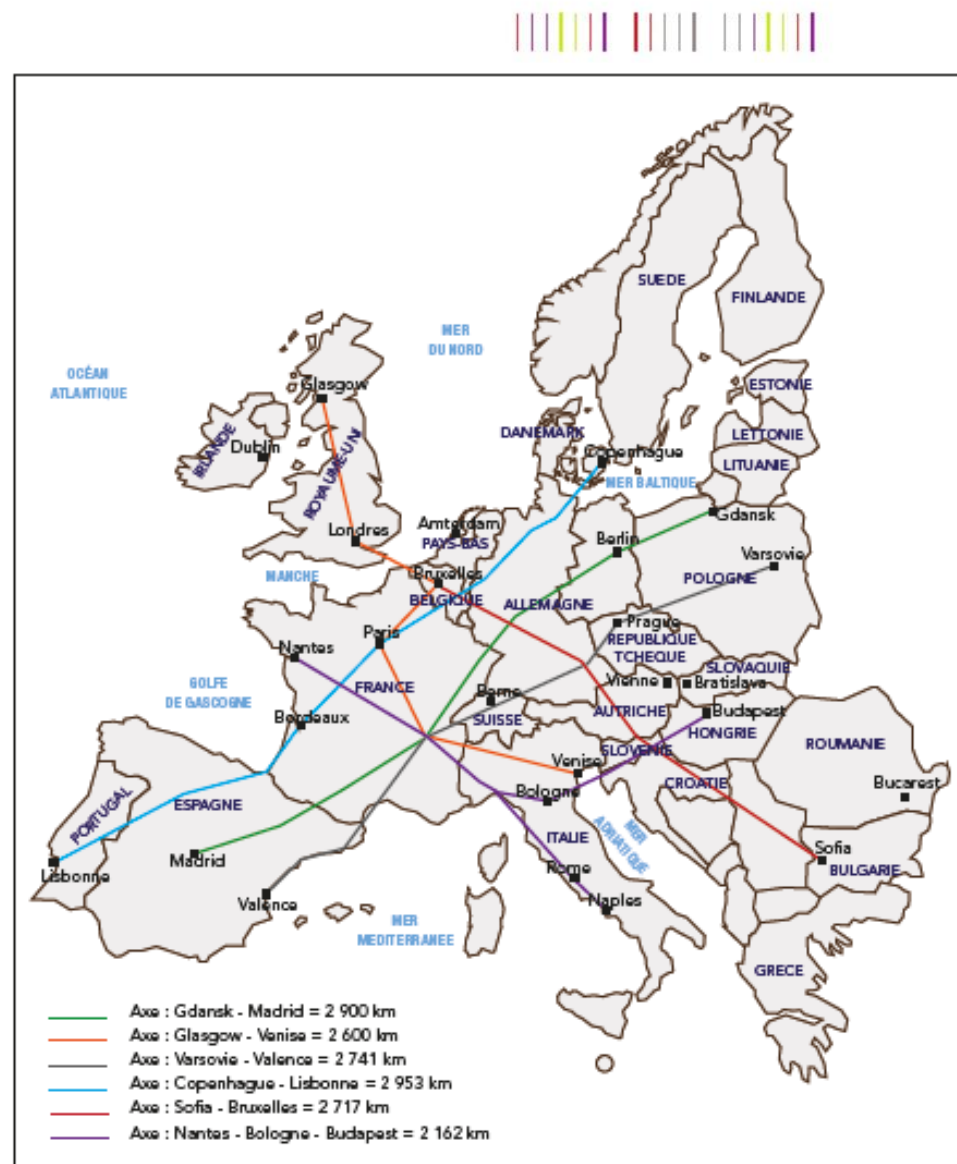 SUEDE
FINLANDE
MER
DU NORD
OCÉAN
ATLANTIQUE
Glasgow
ESTONIE
DANEMARK
LETTONIE
IRLANDE
Dublin
ROYAUME-UNI
Copenhague
LITUANIE
MER BALTIQUE
Gdansk
Londres
Amterdam
PAYS-BAS
Berlin
Varsovie
MANCHE
Bruxelles
BELGIQUE
ALLEMAGNE
POLOGNE
Paris
Prague
REPUBLIQUE
TCHEQUE
Nantes
SLOVAQUIE
FRANCE
Berne
Vienne
Bratislava
GOLFE
DE GASCOGNE
Bordeaux
SUISSE
AUTRICHE
Budapest
HONGRIE
SLOVENIE
ROUMANIE
Venise
CROATIE
Bucarest
PORTUGAL
ESPAGNE
Bologne
MER
ADRIATIQUE
ITALIE
Madrid
Sofia
BULGARIE
Lisbonne
Rome
Valence
Naples
MER
MEDITERRANEE
GRECE
Axe : Gdansk - Madrid = 2 900 km
Axe : Glasgow - Venise = 2 600 km
Axe : Varsovie - Valence = 2 741 km
Axe : Copenhague - Lisbonne = 2 953 km
Axe : Sofia - Bruxelles = 2 717 km
Axe : Nantes - Bologne - Budapest = 2 162 km